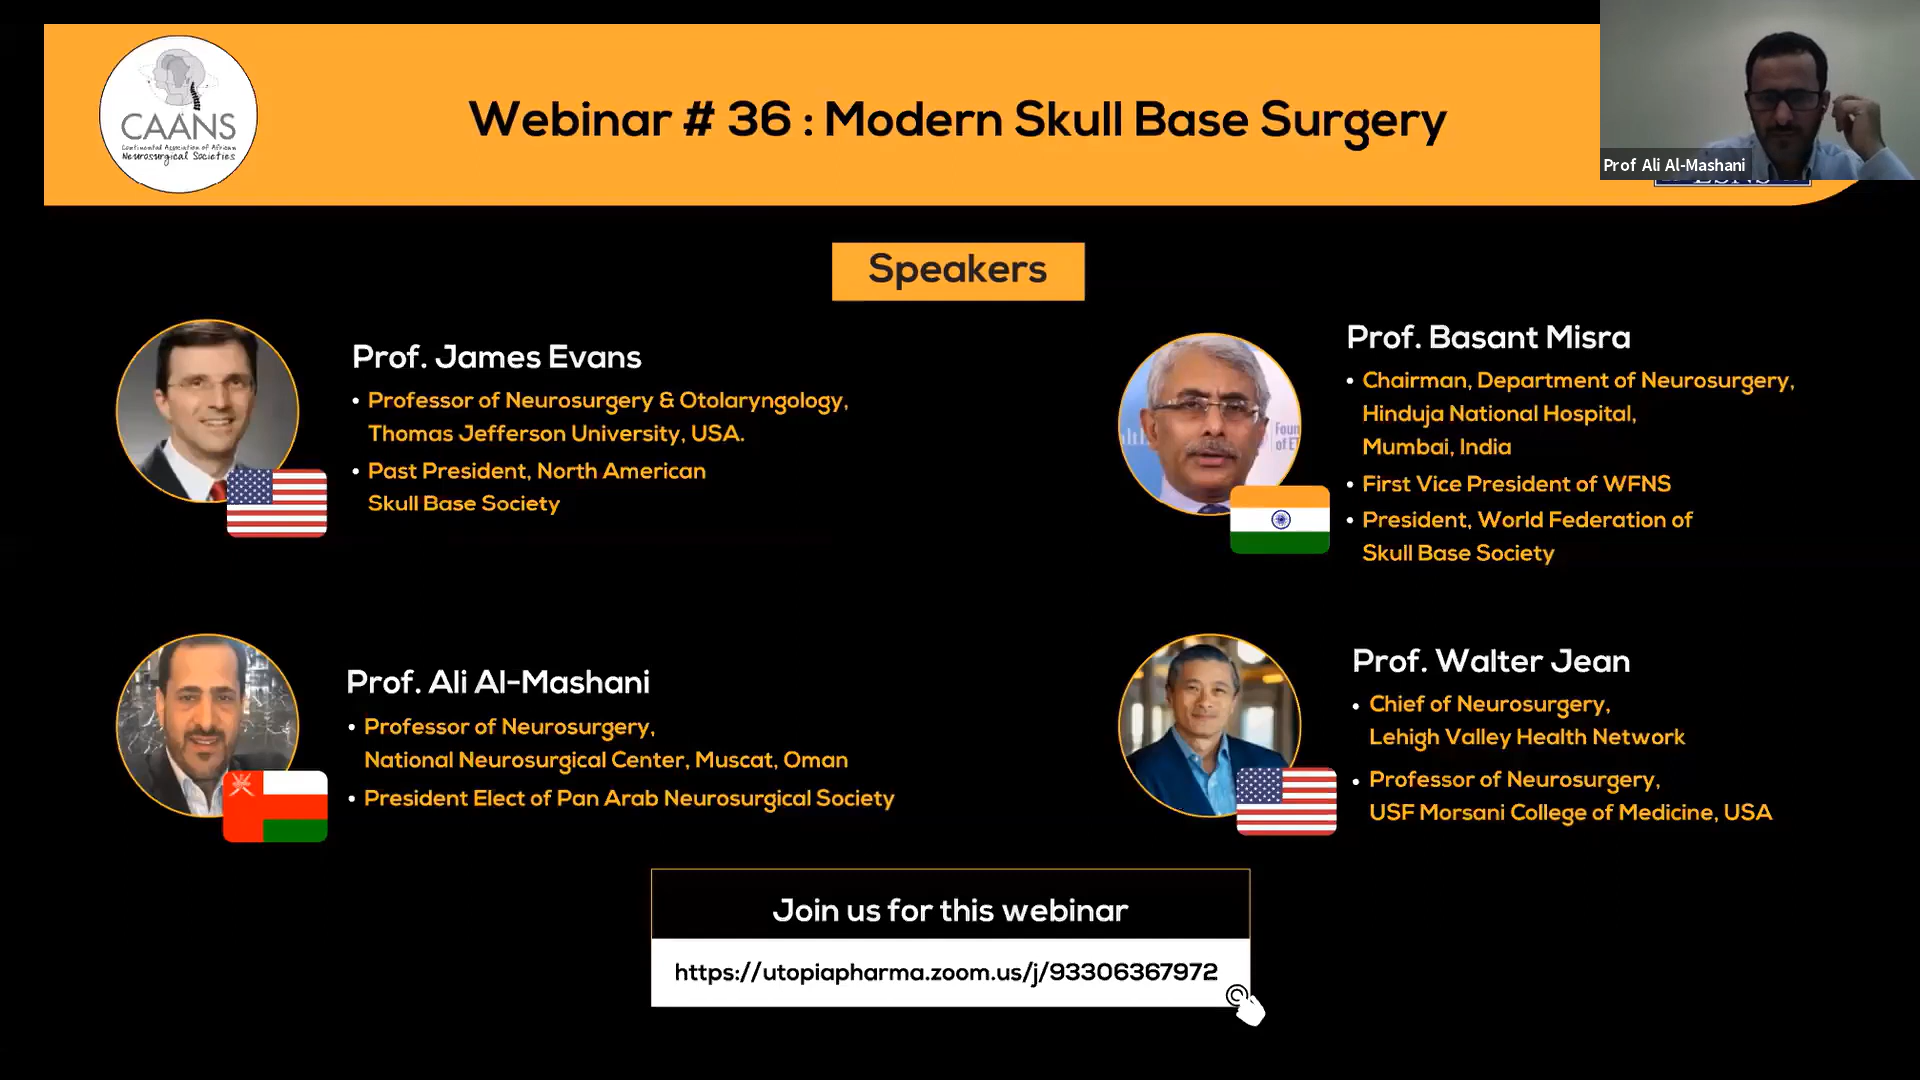 CAANS
Continental Association of African
Neurosurgical Societies
Webinar # 36 : Modern Skull Base Surgery
Prof Ali Al-Mashani
Speakers
Prof. James Evans
• Professor of Neurosurgery & Otolaryngology,
Thomas Jefferson University, USA.
• Past President, North American
Skull Base Society
Prof. Basant Misra
• Chairman, Department of Neurosurgery,
Hinduja National Hospital,
Mumbai, India
• First Vice President of WFNS
• President, World Federation of
Skull Base Society
Prof. Ali Al-Mashani
• Professor of Neurosurgery,
National Neurosurgical Center, Muscat, Oman
• President Elect of Pan Arab Neurosurgical Society
Prof. Walter Jean
• Chief of Neurosurgery,
Lehigh Valley Health Network
• Professor of Neurosurgery,
USF Morsani College of Medicine, USA
Join us for this webinar
https://utopiapharma.zoom.us/j/93306367972